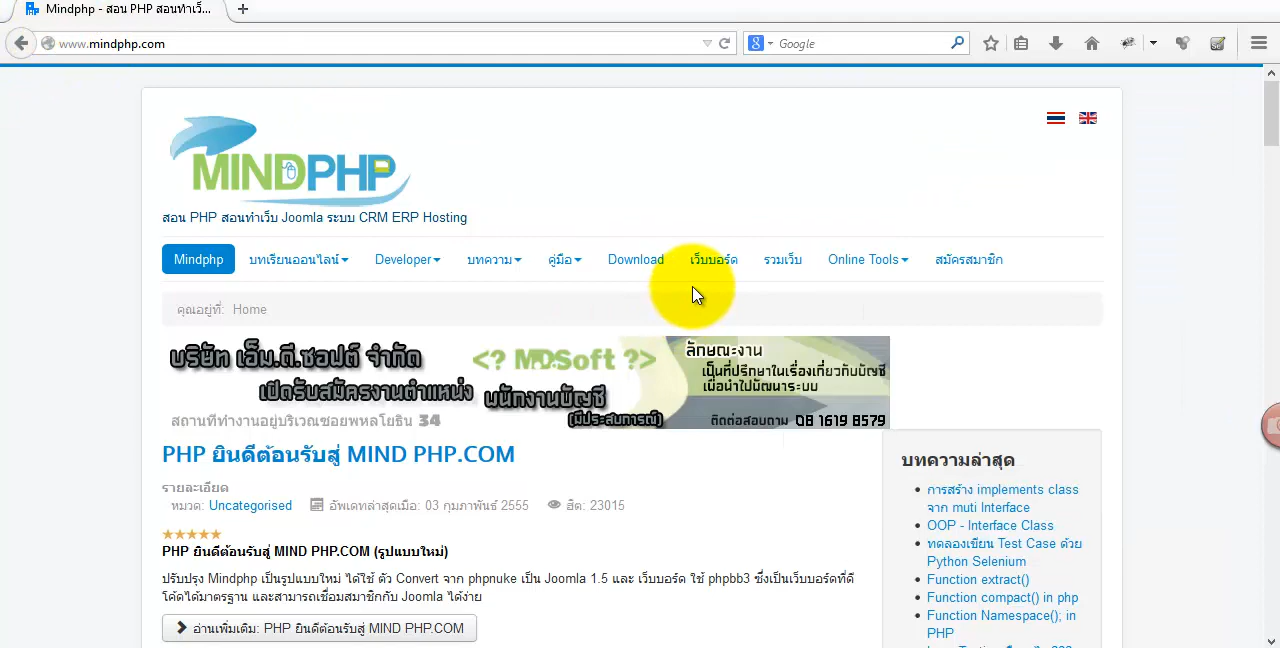 Mindphp - สอน PHP สอนทำเว็...
www.mindphp.com
Google
MINDPHP
สอน PHP สอนทำเว็บ Joomla ระบบ CRM ERP Hosting
Mindphp บทเรียนออนไลน์ Developer บทความ คู่มือ Download เว็บบอร์ด รวมเว็บ Online Tools สมัครสมาชิก
คุณอยู่ที่: Home
บริษัท เอ็ม.ดี.ซอฟต์ จำกัด
เปิดรับสมัครงานตำแหน่ง
สถานที่ทำงานอยู่บริเวณซอยพหลโยธิน 34
<? MDSoft ?>
พนักงานบัญชี
(มีประสบการณ์)
ลักษณะงาน
เป็นที่ปรึกษาในเรื่องเกี่ยวกับบัญชี
เพื่อนำไปพัฒนาระบบ
ติดต่อสอบถาม 08 1619 8579
PHP ยินดีต้อนรับสู่ MIND PHP.COM
รายละเอียด
หมวด: Uncategorised อัพเดทล่าสุดเมื่อ: 03 กุมภาพันธ์ 2555 ฮิต: 23015
PHP ยินดีต้อนรับสู่ MIND PHP.COM (รูปแบบใหม่)
ปรับปรุง Mindphp เป็นรูปแบบใหม่ ได้ใช้ ตัว Convert จาก phpnuke เป็น Joomla 1.5 และ เว็บบอร์ด ใช้ phpbb3 ซึ่งเป็นเว็บบอร์ดที่ดี
โค้ดได้มาตรฐาน และสามารถเชื่อมสมาชิกกับ Joomla ได้ง่าย
อ่านเพิ่มเติม: PHP ยินดีต้อนรับสู่ MIND PHP.COM
บทความล่าสุด
การสร้าง implements class
จาก muti Interface
OOP - Interface Class
ทดลองเขียน Test Case ด้วย
Python Selenium
Function extract()
Function compact() in php
Function Namespace(); in
PHP